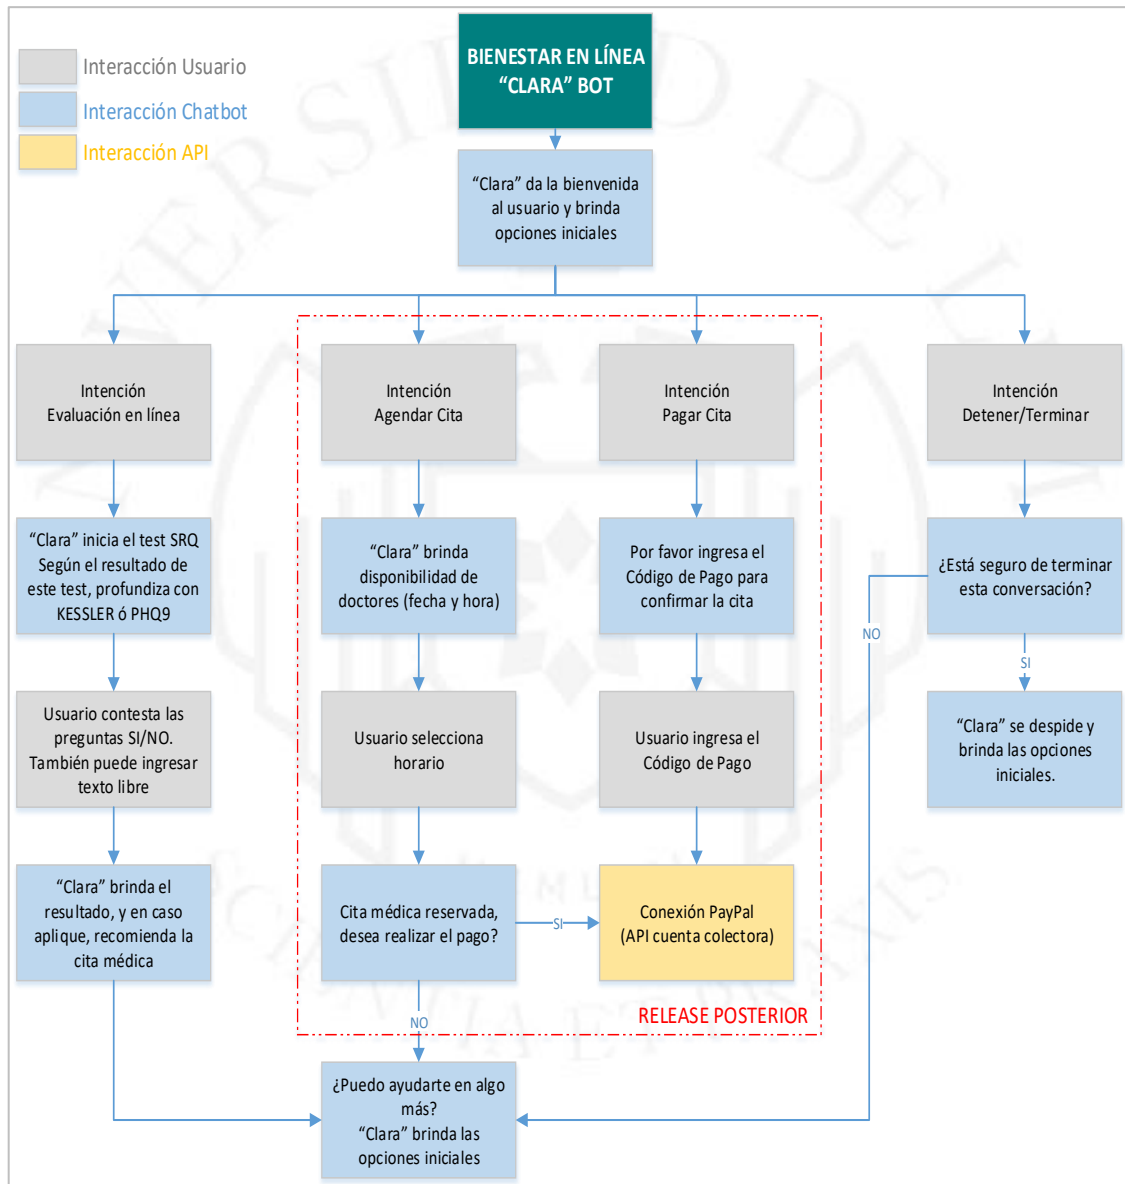 BIENESTAR EN LÍNEA
“CLARA” BOT
Interacción Usuario
Interacción Chatbot
Interacción API
“Clara” da la bienvenida
al usuario y brinda
opciones iniciales
Intención
Evaluación en línea
Intención
Agendar Cita
Intención
Pagar Cita
Intención
Detener/Terminar
“Clara” inicia el test SRQ
Según el resultado de
este test, profundiza con
KESSLER ó PHQ9
“Clara” brinda
disponibilidad de
doctores (fecha y hora)
Por favor ingresa el
Código de Pago para
confirmar la cita
¿Está seguro de terminar
esta conversación?
NO
SI
Usuario contesta las
preguntas SI/NO.
También puede ingresar
texto libre
Usuario selecciona
horario
Usuario ingresa el
Código de Pago
“Clara” se despide y
brinda las opciones
iniciales.
“Clara” brinda el
resultado, y en caso
aplique, recomienda la
cita médica
Cita médica reservada,
desea realizar el pago?
SI
Conexión PayPal
(API cuenta colectora)
RELEASE POSTERIOR
NO
¿Puedo ayudarte en algo
más?
“Clara” brinda las
opciones iniciales